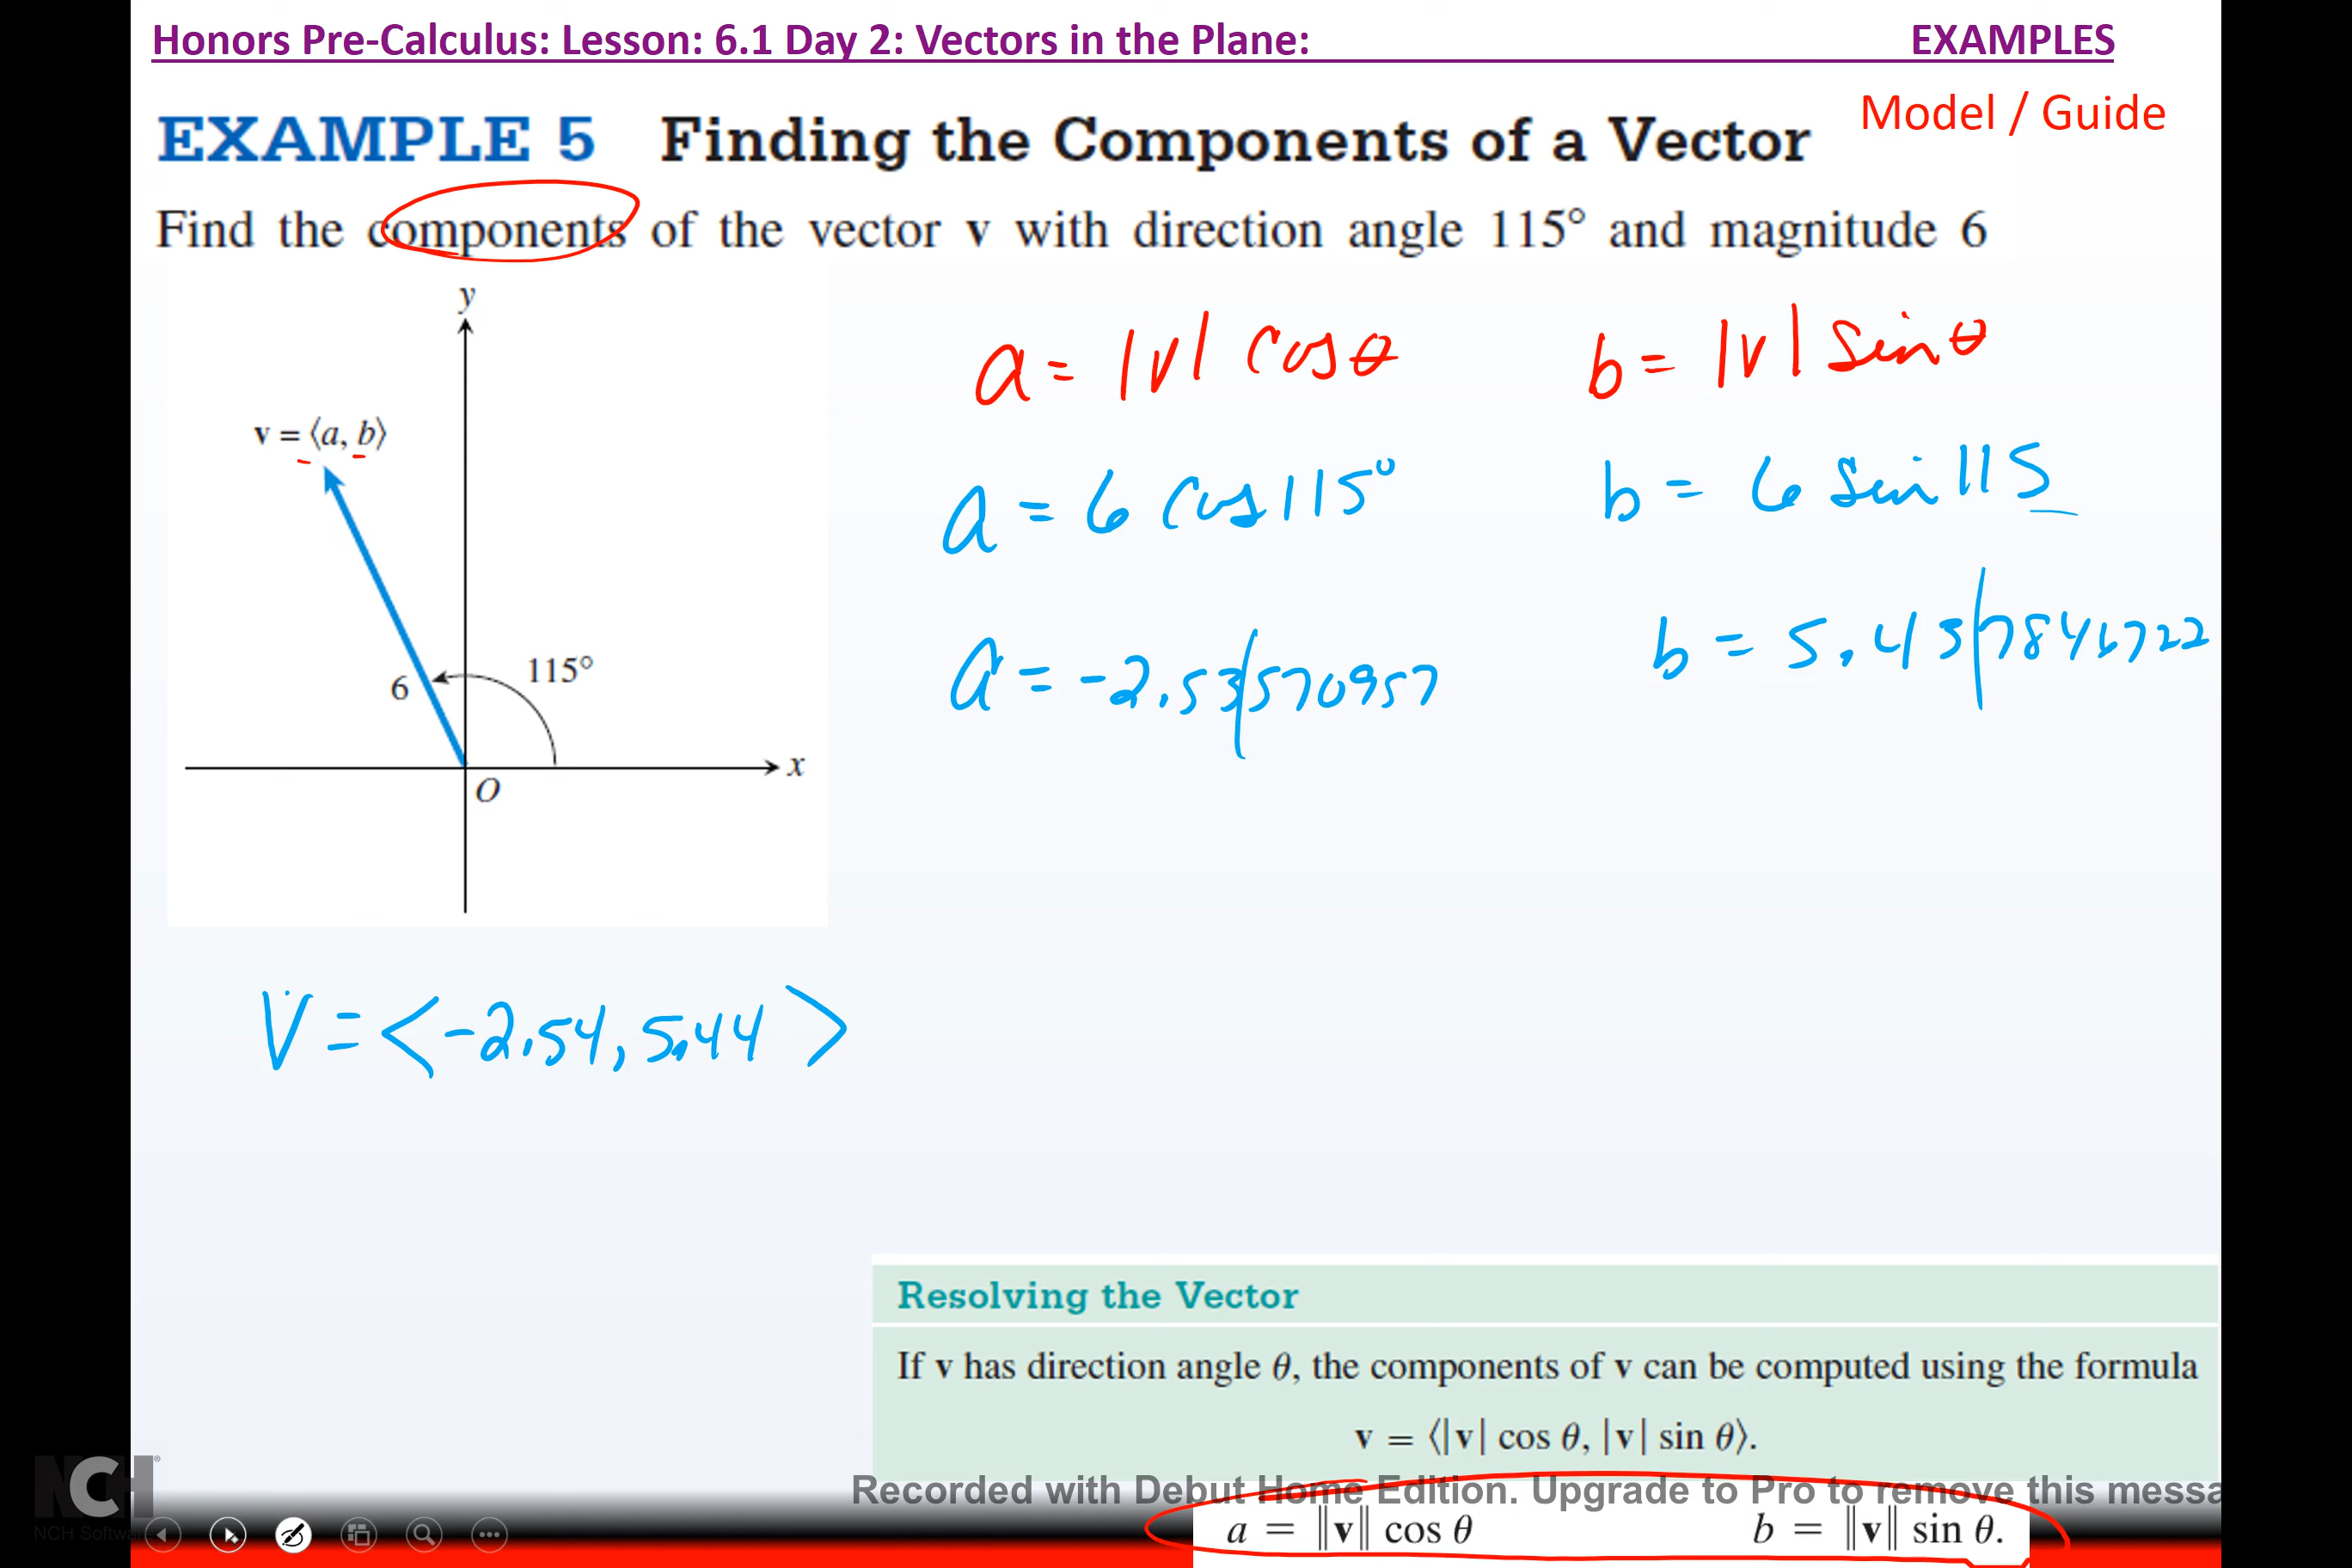 Honors Pre-Calculus: Lesson: 6.1 Day 2: Vectors in the Plane: EXAMPLES
Model / Guide
EXAMPLE 5 Finding the Components of a Vector
Find the components of the vector v with direction angle 115° and magnitude 6
y
v = ⟨a, b⟩
6
115°
x
O
a = |v| cos θ
b = |v| sin θ
a = 6 cos 115°
b = 6 sin 115
a = -2.53570957
b = 5.437846722
V = <-2.54, 5.44>
Resolving the Vector
If v has direction angle θ, the components of v can be computed using the formula
v = ⟨|v| cos θ, |v| sin θ⟩.
Recorded with Debut Home Edition. Upgrade to Pro to remove this messa
a = ‖v‖ cos θ b = ‖v‖ sin θ.
NCH®
NCH Softwa